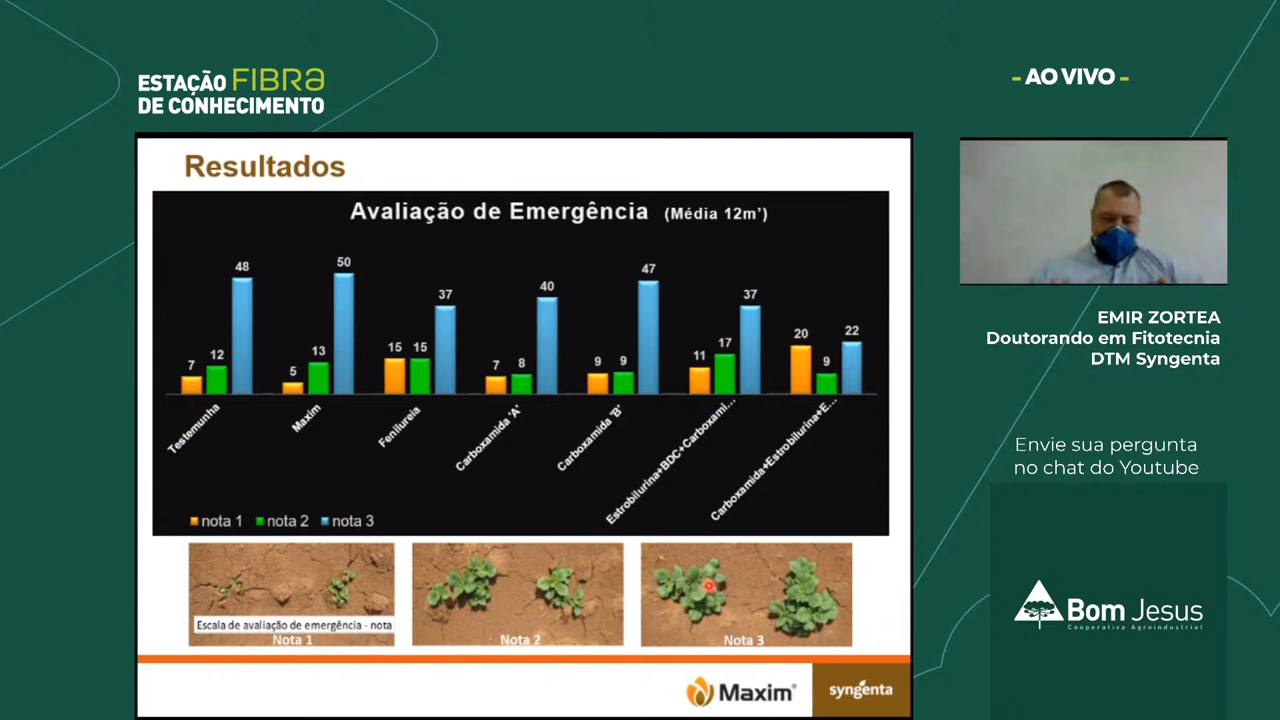 ESTAÇÃO FIBRA
DE CONHECIMENTO
- AO VIVO -
Resultados
Avaliação de Emergência (Média 12m’)
7 12 48
5 13 50
15 15 37
7 8 40
9 9 47
11 17 37
20 9 22
Testemunha
Maxim
Fenilureia
Carboxamida 'A'
Carboxamida 'B'
Estrobilurina+BDC+Carboxami...
Carboxamida+Estrobilurina+E...
nota 1 nota 2 nota 3
Escala de avaliação de emergência - nota
Nota 1
Nota 2
Nota 3
Maxim®
syngenta
EMIR ZORTEA
Doutorando em Fitotecnia
DTM Syngenta
Envie sua pergunta
no chat do Youtube
Bom Jesus
Cooperativa Agroindustrial